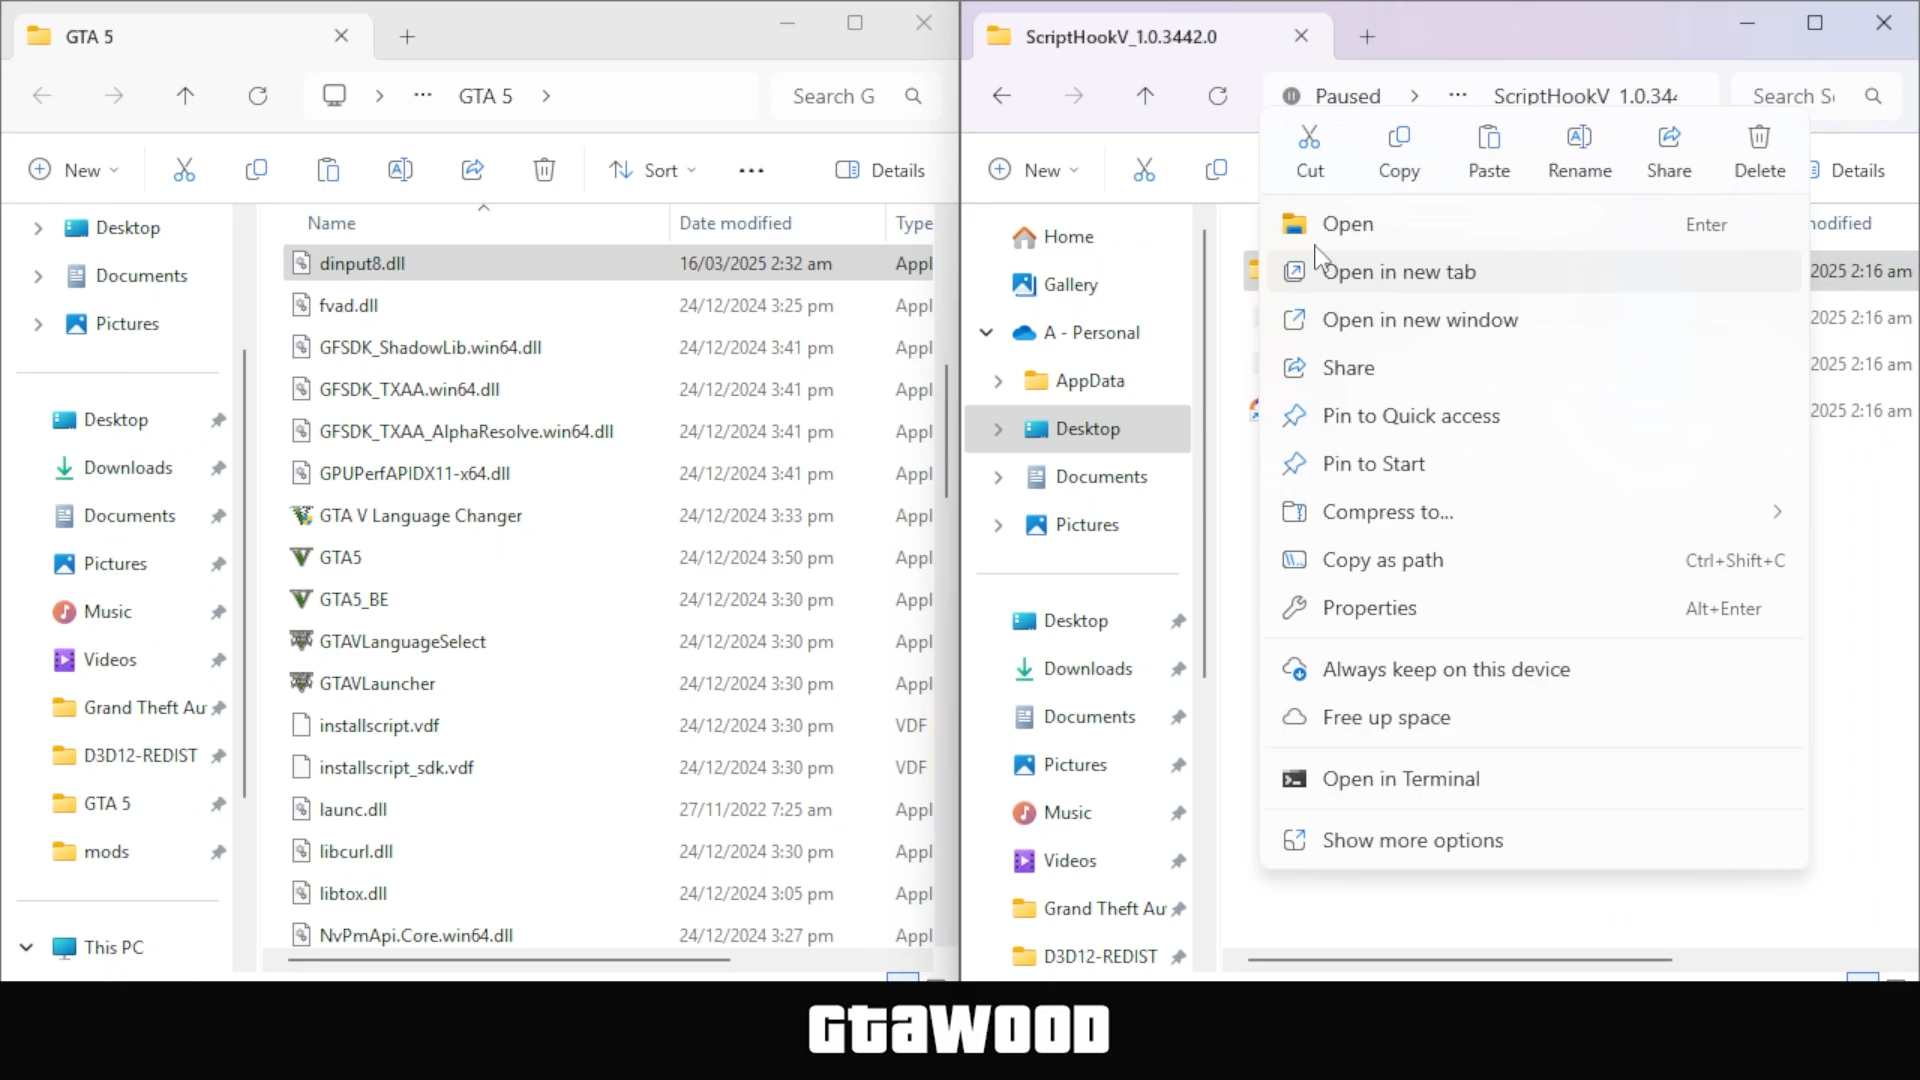 GTA 5
GTA 5
Search G
New
Sort
Details
Desktop
Documents
Pictures
Desktop
Downloads
Documents
Pictures
Music
Videos
Grand Theft Au
D3D12-REDIST
GTA 5
mods
This PC
Name Date modified Type
dinput8.dll 16/03/2025 2:32 am Appl
fvad.dll 24/12/2024 3:25 pm Appl
GFSDK_ShadowLib.win64.dll 24/12/2024 3:41 pm Appl
GFSDK_TXAA.win64.dll 24/12/2024 3:41 pm Appl
GFSDK_TXAA_AlphaResolve.win64.dll 24/12/2024 3:41 pm Appl
GPUPerfAPIDX11-x64.dll 24/12/2024 3:41 pm Appl
GTA V Language Changer 24/12/2024 3:33 pm Appl
GTA5 24/12/2024 3:50 pm Appl
GTA5_BE 24/12/2024 3:30 pm Appl
GTAVLanguageSelect 24/12/2024 3:30 pm Appl
GTAVLauncher 24/12/2024 3:30 pm Appl
installscript.vdf 24/12/2024 3:30 pm VDF
installscript_sdk.vdf 24/12/2024 3:30 pm VDF
launc.dll 27/11/2022 7:25 am Appl
libcurl.dll 24/12/2024 3:30 pm Appl
libtox.dll 24/12/2024 3:05 pm Appl
NvPmApi.Core.win64.dll 24/12/2024 3:27 pm Appl
ScriptHookV_1.0.3442.0
Paused ScriptHookV_1.0.344
Search S
New
Details
Home
Gallery
A - Personal
AppData
Desktop
Documents
Pictures
Desktop
Downloads
Documents
Pictures
Music
Videos
Grand Theft Au
D3D12-REDIST
Cut Copy Paste Rename Share Delete
Open Enter
Open in new tab
Open in new window
Share
Pin to Quick access
Pin to Start
Compress to...
Copy as path Ctrl+Shift+C
Properties Alt+Enter
Always keep on this device
Free up space
Open in Terminal
Show more options
modified
2025 2:16 am
2025 2:16 am
2025 2:16 am
2025 2:16 am
GTAWOOD